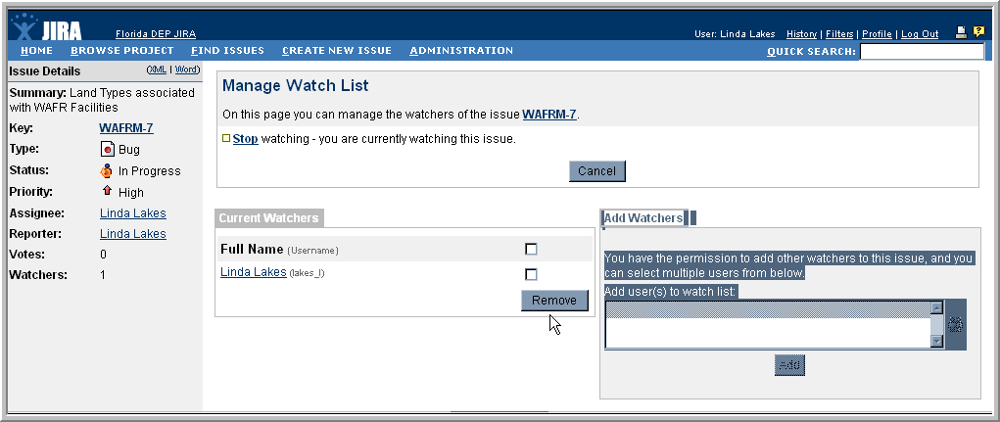 JIRA
Florida DEP JIRA
User: Linda Lakes History | Filters | Profile | Log Out
HOME BROWSE PROJECT FIND ISSUES CREATE NEW ISSUE ADMINISTRATION QUICK SEARCH:
Issue Details (XML | Word)
Summary: Land Types associated
with WAFR Facilities
Key: WAFRM-7
Type: Bug
Status: In Progress
Priority: High
Assignee: Linda Lakes
Reporter: Linda Lakes
Votes: 0
Watchers: 1
Manage Watch List
On this page you can manage the watchers of the issue WAFRM-7.
Stop watching - you are currently watching this issue.
Cancel
Current Watchers
Full Name (Username)
Linda Lakes (lakes_l)
Remove
Add Watchers
You have the permission to add other watchers to this issue, and you
can select multiple users from below.
Add user(s) to watch list:
Add